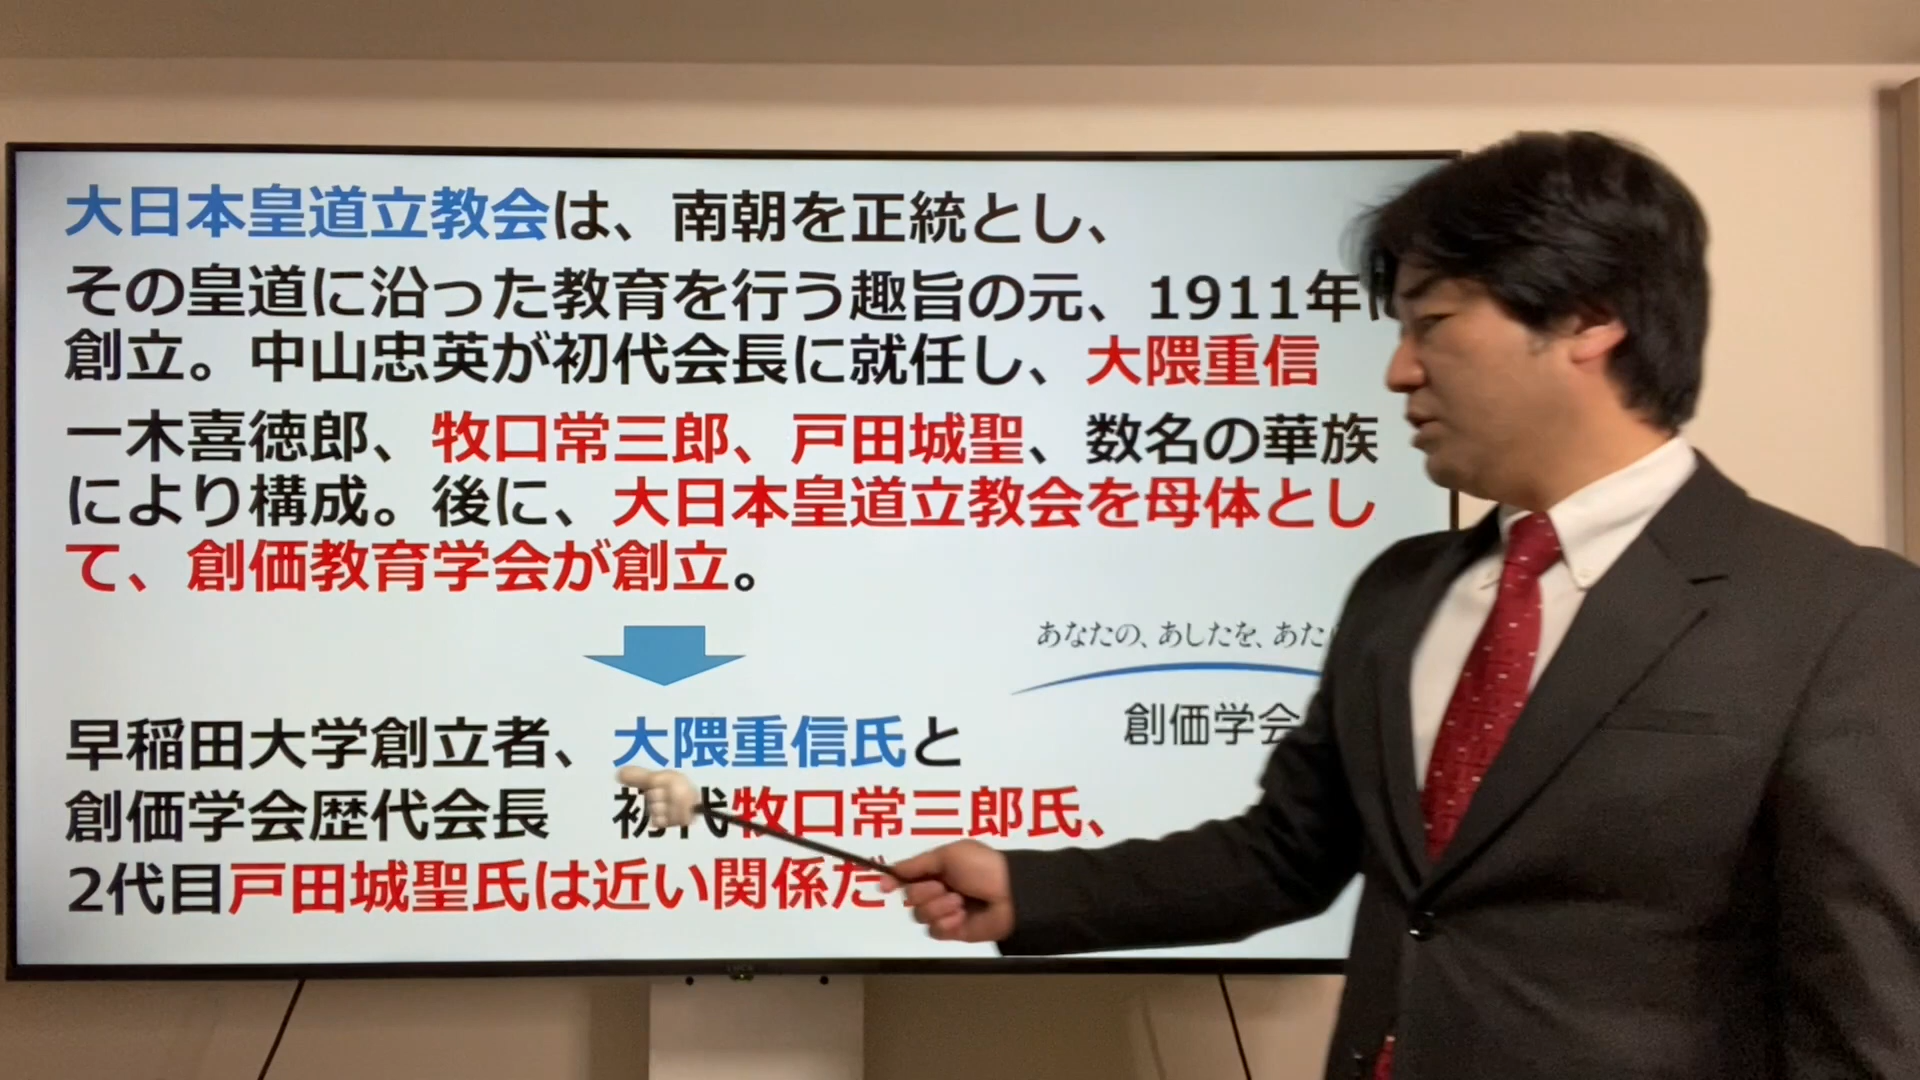 大日本皇道立教会は、南朝を正統とし、
その皇道に沿った教育を行う趣旨の元、1911年に
創立。中山忠英が初代会長に就任し、大隈重信
一木喜徳郎、牧口常三郎、戸田城聖、数名の華族
により構成。後に、大日本皇道立教会を母体とし
て、創価教育学会が創立。
あなたの、あしたを、あた
創価学会
早稲田大学創立者、大隈重信氏と
創価学会歴代会長 初代牧口常三郎氏、
2代目戸田城聖氏は近い関係だ